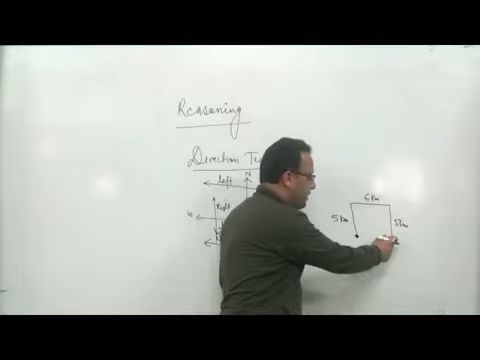 Reasoning
Direction Te
left
N
Right
W
6 Km
5 Km
5 Km